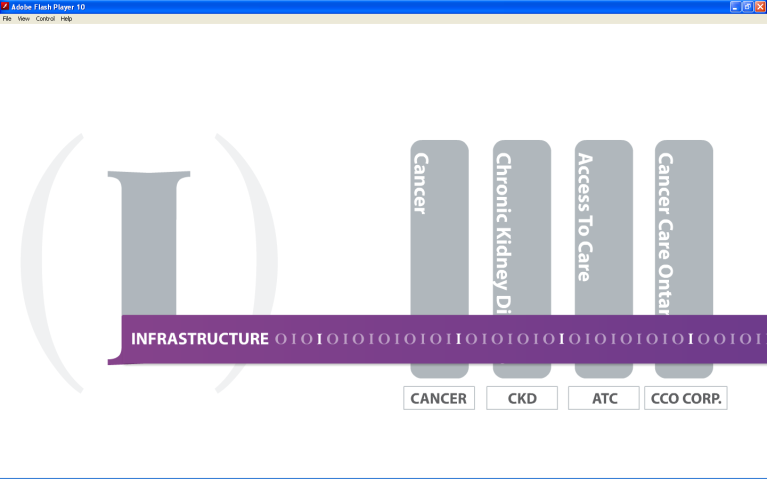 Adobe Flash Player 10
File View Control Help
( I )
Cancer
Chronic Kidney Di
Access To Care
Cancer Care Ontar
INFRASTRUCTURE OIOIOIOIOIOIOIIOIOIOIOIOIOIOIOIOIOIOOIOI
CANCER
CKD
ATC
CCO CORP.